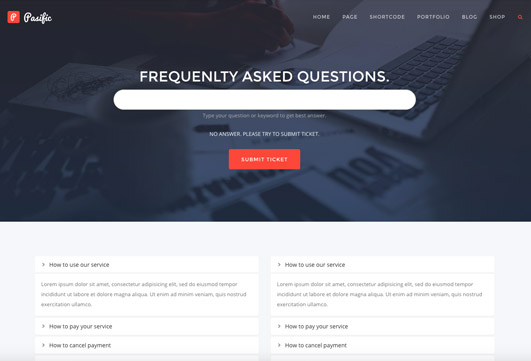 Pasific
HOME PAGE SHORTCODE PORTFOLIO BLOG SHOP
FREQUENLTY ASKED QUESTIONS.
Type your question or keyword to get best answer.
NO ANSWER. PLEASE TRY TO SUBMIT TICKET.
SUBMIT TICKET
How to use our service
Lorem ipsum dolor sit amet, consectetur adipisicing elit, sed do eiusmod tempor
incididunt ut labore et dolore magna aliqua. Ut enim ad minim veniam, quis nostrud
exercitation ullamco.
How to pay your service
How to cancel payment
How to use our service
Lorem ipsum dolor sit amet, consectetur adipisicing elit, sed do eiusmod tempor
incididunt ut labore et dolore magna aliqua. Ut enim ad minim veniam, quis nostrud
exercitation ullamco.
How to pay your service
How to cancel payment